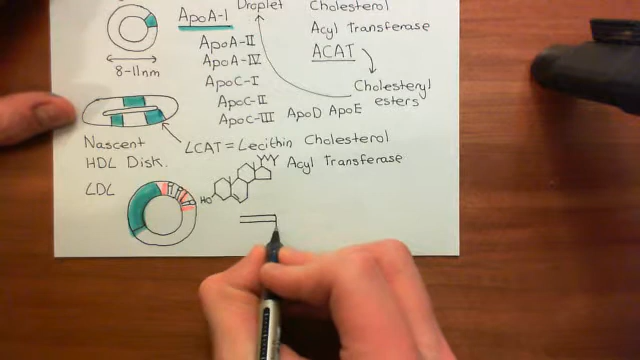 ApoA-I
Droplet
Cholesterol
Acyl Transferase
ACAT
ApoA-II
ApoA-IV
ApoC-I
ApoC-II
ApoC-III ApoD ApoE
8-11nm
Cholesteryl
esters
Nascent
HDL Disk.
LCAT = Lecithin Cholesterol
Acyl Transferase
LDL
HO